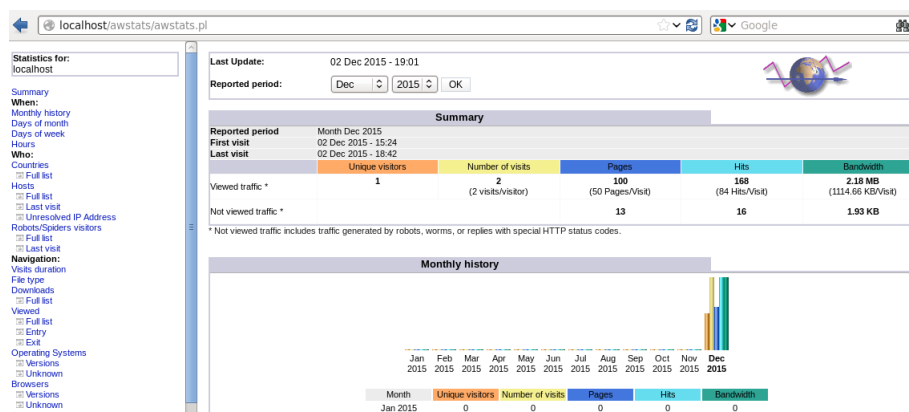 localhost/awstats/awstats.pl
Google
Statistics for:
localhost
Summary
When:
Monthly history
Days of month
Days of week
Hours
Who:
Countries
Full list
Hosts
Full list
Last visit
Unresolved IP Address
Robots/Spiders visitors
Full list
Last visit
Navigation:
Visits duration
File type
Downloads
Full list
Viewed
Full list
Entry
Exit
Operating Systems
Versions
Unknown
Browsers
Versions
Unknown
Last Update: 02 Dec 2015 - 19:01
Reported period: Dec 2015 OK
Summary
Reported period Month Dec 2015
First visit 02 Dec 2015 - 15:24
Last visit 02 Dec 2015 - 18:42
Unique visitors Number of visits Pages Hits Bandwidth
Viewed traffic * 1 2 100 168 2.18 MB
(2 visits/visitor) (50 Pages/Visit) (84 Hits/Visit) (1114.66 KB/Visit)
Not viewed traffic * 13 16 1.93 KB
* Not viewed traffic includes traffic generated by robots, worms, or replies with special HTTP status codes.
Monthly history
Jan Feb Mar Apr May Jun Jul Aug Sep Oct Nov Dec
2015 2015 2015 2015 2015 2015 2015 2015 2015 2015 2015 2015
Month Unique visitors Number of visits Pages Hits Bandwidth
Jan 2015 0 0 0 0 0